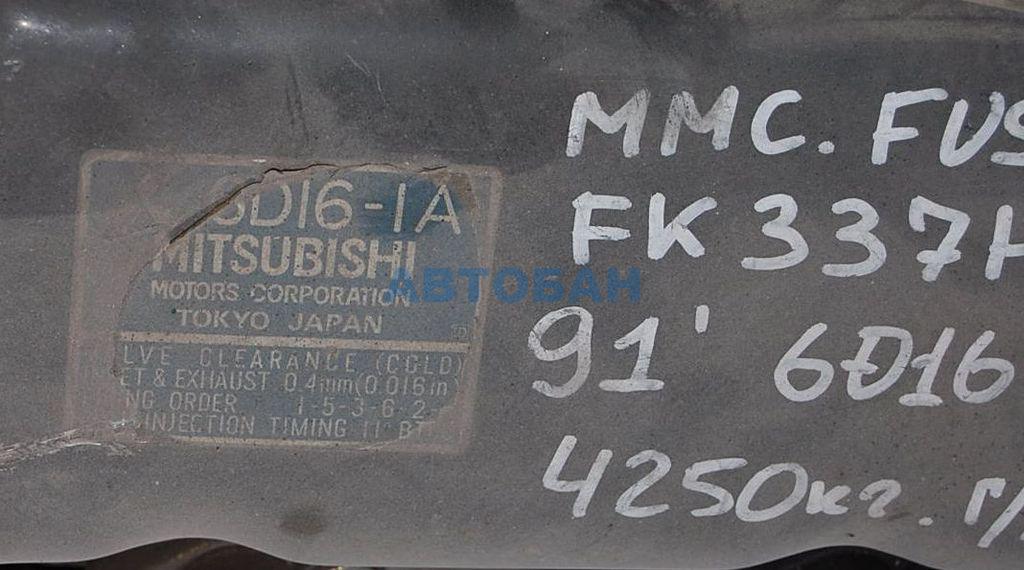 6D16-1A
MITSUBISHI
MOTORS CORPORATION
TOKYO JAPAN
LVE CLEARANCE (COLD)
ET & EXHAUST 0.4mm(0.016in)
NG ORDER 1-5-3-6-2
INJECTION TIMING 11° BT
АВТОБАН
MMC. FUS
FK 337H
91' 6D16
4250кг. г/